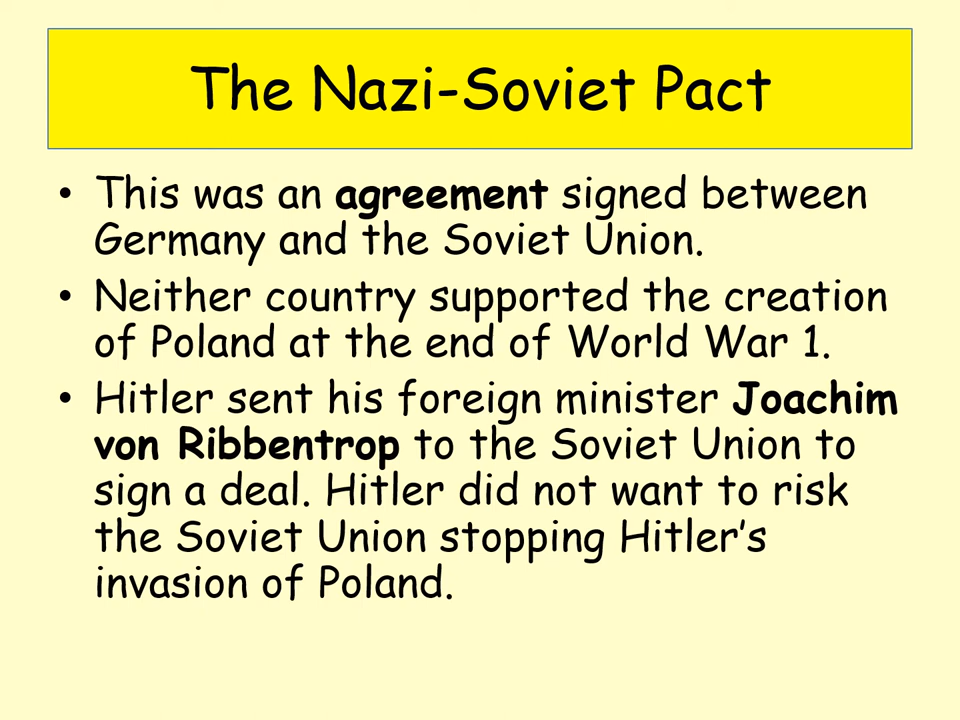 The Nazi-Soviet Pact
• This was an agreement signed between
Germany and the Soviet Union.
• Neither country supported the creation
of Poland at the end of World War 1.
• Hitler sent his foreign minister Joachim
von Ribbentrop to the Soviet Union to
sign a deal. Hitler did not want to risk
the Soviet Union stopping Hitler’s
invasion of Poland.